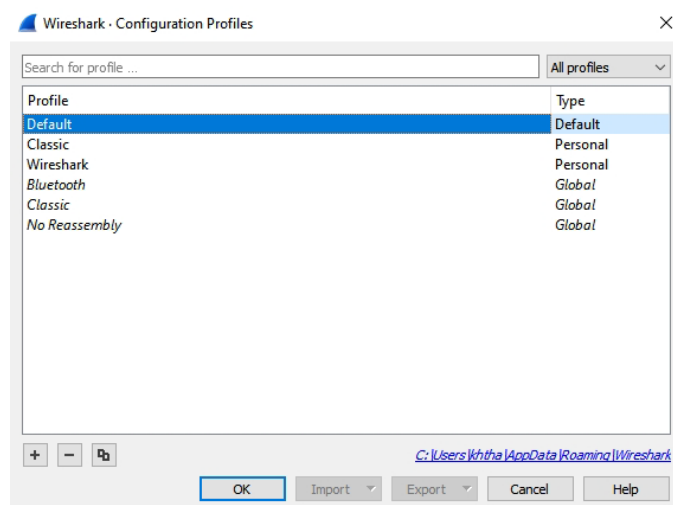 Wireshark · Configuration Profiles
Search for profile ... All profiles
Profile Type
Default Default
Classic Personal
Wireshark Personal
Bluetooth Global
Classic Global
No Reassembly Global
C:\Users\khtha\AppData\Roaming\Wireshark
OK Import Export Cancel Help